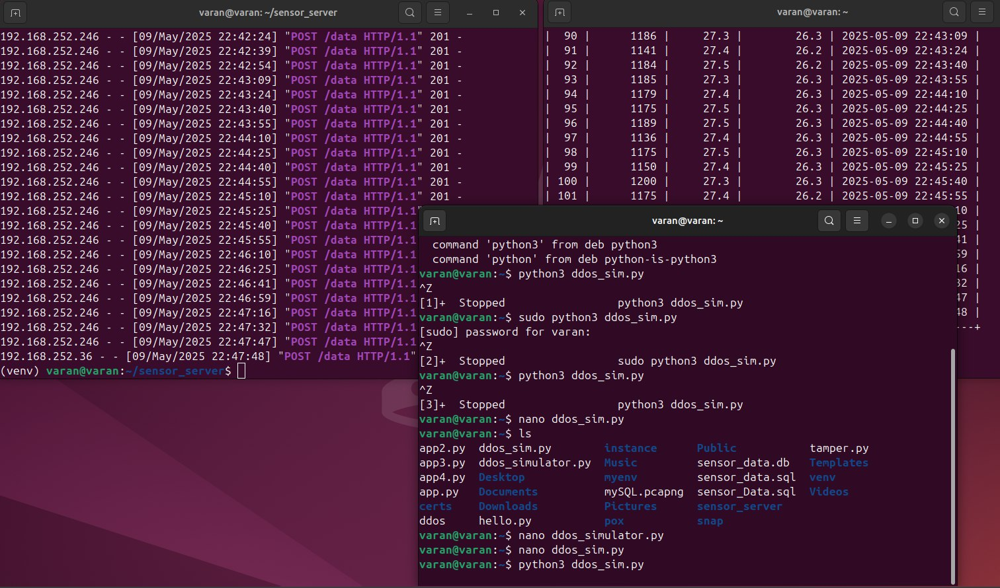 varan@varan: ~/sensor_server
192.168.252.246 - - [09/May/2025 22:42:24] "POST /data HTTP/1.1" 201 -
192.168.252.246 - - [09/May/2025 22:42:39] "POST /data HTTP/1.1" 201 -
192.168.252.246 - - [09/May/2025 22:42:54] "POST /data HTTP/1.1" 201 -
192.168.252.246 - - [09/May/2025 22:43:09] "POST /data HTTP/1.1" 201 -
192.168.252.246 - - [09/May/2025 22:43:24] "POST /data HTTP/1.1" 201 -
192.168.252.246 - - [09/May/2025 22:43:40] "POST /data HTTP/1.1" 201 -
192.168.252.246 - - [09/May/2025 22:43:55] "POST /data HTTP/1.1" 201 -
192.168.252.246 - - [09/May/2025 22:44:10] "POST /data HTTP/1.1" 201 -
192.168.252.246 - - [09/May/2025 22:44:25] "POST /data HTTP/1.1" 201 -
192.168.252.246 - - [09/May/2025 22:44:40] "POST /data HTTP/1.1" 201 -
192.168.252.246 - - [09/May/2025 22:44:55] "POST /data HTTP/1.1" 201 -
192.168.252.246 - - [09/May/2025 22:45:10] "POST /data HTTP/1.1" 201 -
192.168.252.246 - - [09/May/2025 22:45:25] "POST /data HTTP/1.1
192.168.252.246 - - [09/May/2025 22:45:40] "POST /data HTTP/1.1
192.168.252.246 - - [09/May/2025 22:45:55] "POST /data HTTP/1.1
192.168.252.246 - - [09/May/2025 22:46:10] "POST /data HTTP/1.1
192.168.252.246 - - [09/May/2025 22:46:25] "POST /data HTTP/1.1
192.168.252.246 - - [09/May/2025 22:46:41] "POST /data HTTP/1.1
192.168.252.246 - - [09/May/2025 22:46:59] "POST /data HTTP/1.1
192.168.252.246 - - [09/May/2025 22:47:16] "POST /data HTTP/1.1
192.168.252.246 - - [09/May/2025 22:47:32] "POST /data HTTP/1.1
192.168.252.246 - - [09/May/2025 22:47:47] "POST /data HTTP/1.1
192.168.252.36 - - [09/May/2025 22:47:48] "POST /data HTTP/1.1"
(venv) varan@varan:~/sensor_server$
varan@varan: ~
| 90 | 1186 | 27.3 | 26.3 | 2025-05-09 22:43:09 |
| 91 | 1141 | 27.4 | 26.2 | 2025-05-09 22:43:24 |
| 92 | 1184 | 27.5 | 26.2 | 2025-05-09 22:43:40 |
| 93 | 1185 | 27.3 | 26.3 | 2025-05-09 22:43:55 |
| 94 | 1179 | 27.4 | 26.3 | 2025-05-09 22:44:10 |
| 95 | 1175 | 27.5 | 26.3 | 2025-05-09 22:44:25 |
| 96 | 1189 | 27.5 | 26.3 | 2025-05-09 22:44:40 |
| 97 | 1136 | 27.4 | 26.3 | 2025-05-09 22:44:55 |
| 98 | 1175 | 27.5 | 26.3 | 2025-05-09 22:45:10 |
| 99 | 1150 | 27.4 | 26.3 | 2025-05-09 22:45:25 |
| 100 | 1200 | 27.3 | 26.3 | 2025-05-09 22:45:40 |
| 101 | 1175 | 27.4 | 26.2 | 2025-05-09 22:45:55 |
10 |
25 |
41 |
59 |
16 |
32 |
47 |
48 |
---+
varan@varan: ~
command 'python3' from deb python3
command 'python' from deb python-is-python3
varan@varan:~$ python3 ddos_sim.py
^Z
[1]+ Stopped python3 ddos_sim.py
varan@varan:~$ sudo python3 ddos_sim.py
[sudo] password for varan:
^Z
[2]+ Stopped sudo python3 ddos_sim.py
varan@varan:~$ python3 ddos_sim.py
^Z
[3]+ Stopped python3 ddos_sim.py
varan@varan:~$ nano ddos_sim.py
varan@varan:~$ ls
app2.py ddos_sim.py instance Public tamper.py
app3.py ddos_simulator.py Music sensor_data.db Templates
app4.py Desktop myenv sensor_data.sql venv
app.py Documents mySQL.pcapng sensor_Data.sql Videos
certs Downloads Pictures sensor_server
ddos hello.py pox snap
varan@varan:~$ nano ddos_simulator.py
varan@varan:~$ nano ddos_sim.py
varan@varan:~$ python3 ddos_sim.py